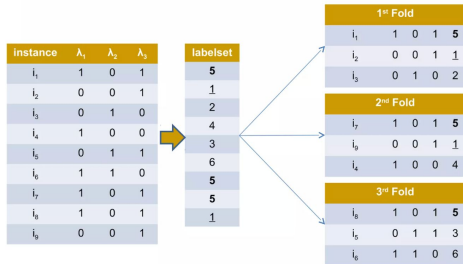 instance λ1 λ2 λ3
i1 1 0 1
i2 0 0 1
i3 0 1 0
i4 1 0 0
i5 0 1 1
i6 1 1 0
i7 1 0 1
i8 1 0 1
i9 0 0 1
labelset
5
1
2
4
3
6
5
5
1
1st Fold
i1 1 0 1 5
i2 0 0 1 1
i3 0 1 0 2
2nd Fold
i7 1 0 1 5
i9 0 0 1 1
i4 1 0 0 4
3rd Fold
i8 1 0 1 5
i5 0 1 1 3
i6 1 1 0 6